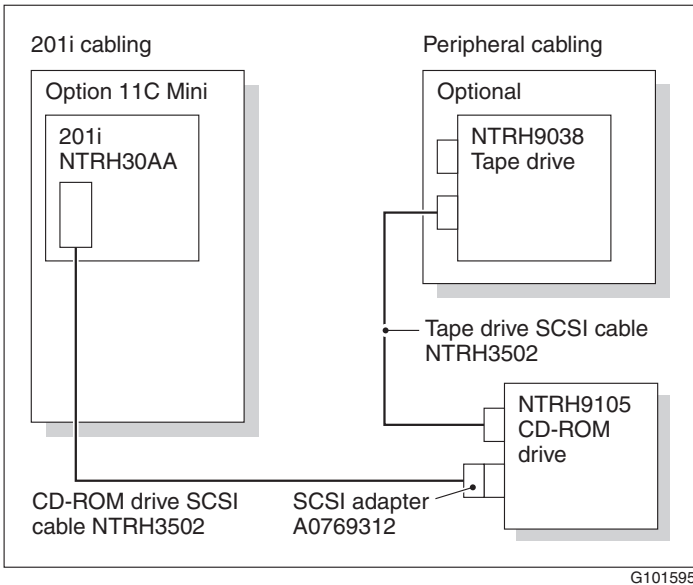 201i cabling
Peripheral cabling
Option 11C Mini
201i
NTRH30AA
Optional
NTRH9038
Tape drive
Tape drive SCSI cable
NTRH3502
NTRH9105
CD-ROM
drive
CD-ROM drive SCSI
cable NTRH3502
SCSI adapter
A0769312
G101595